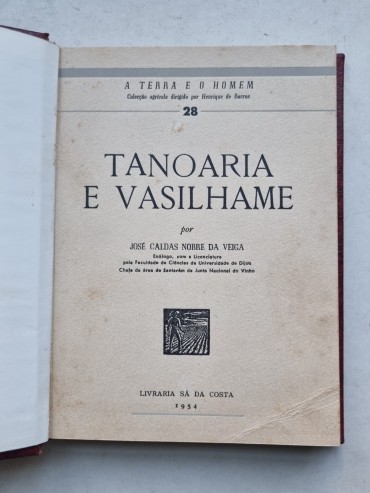 A TERRA E O HOMEM
Colecção agrícola dirigida por Henrique de Barros
28
TANOARIA
E VASILHAME
por
JOSÉ CALDAS NOBRE DA VEIGA
Enólogo, com a Licenciatura
pela Faculdade de Ciências da Universidade de Dijon
Chefe da área de Santarém da Junta Nacional do Vinho
LIVRARIA SÁ DA COSTA
1954